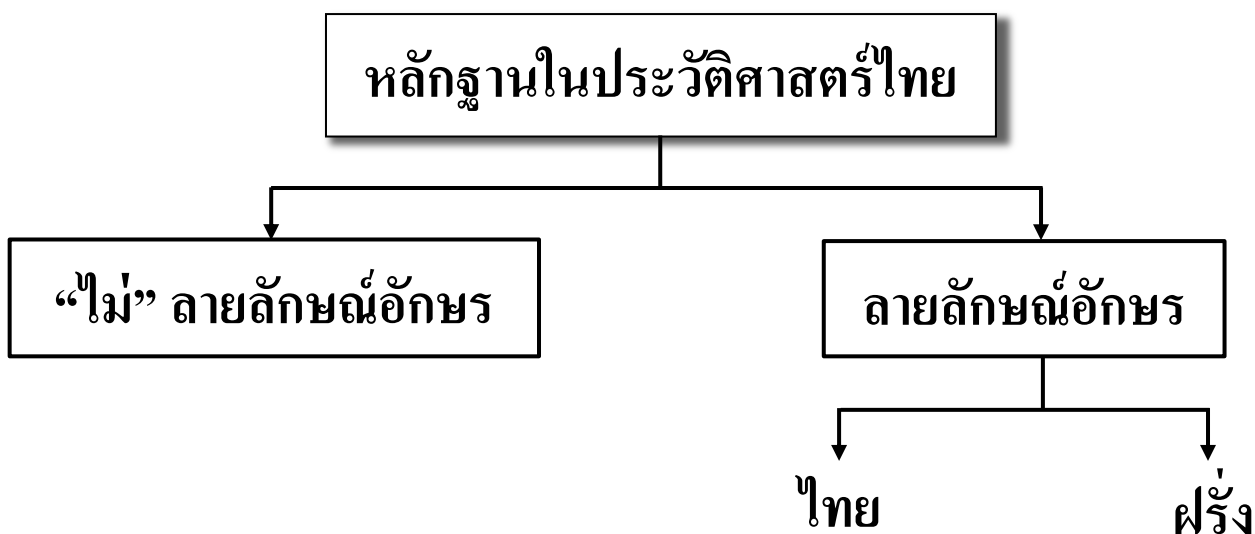 หลักฐานในประวัติศาสตร์ไทย
“ไม่” ลายลักษณ์อักษร
ลายลักษณ์อักษร
ไทย
ฝรั่ง